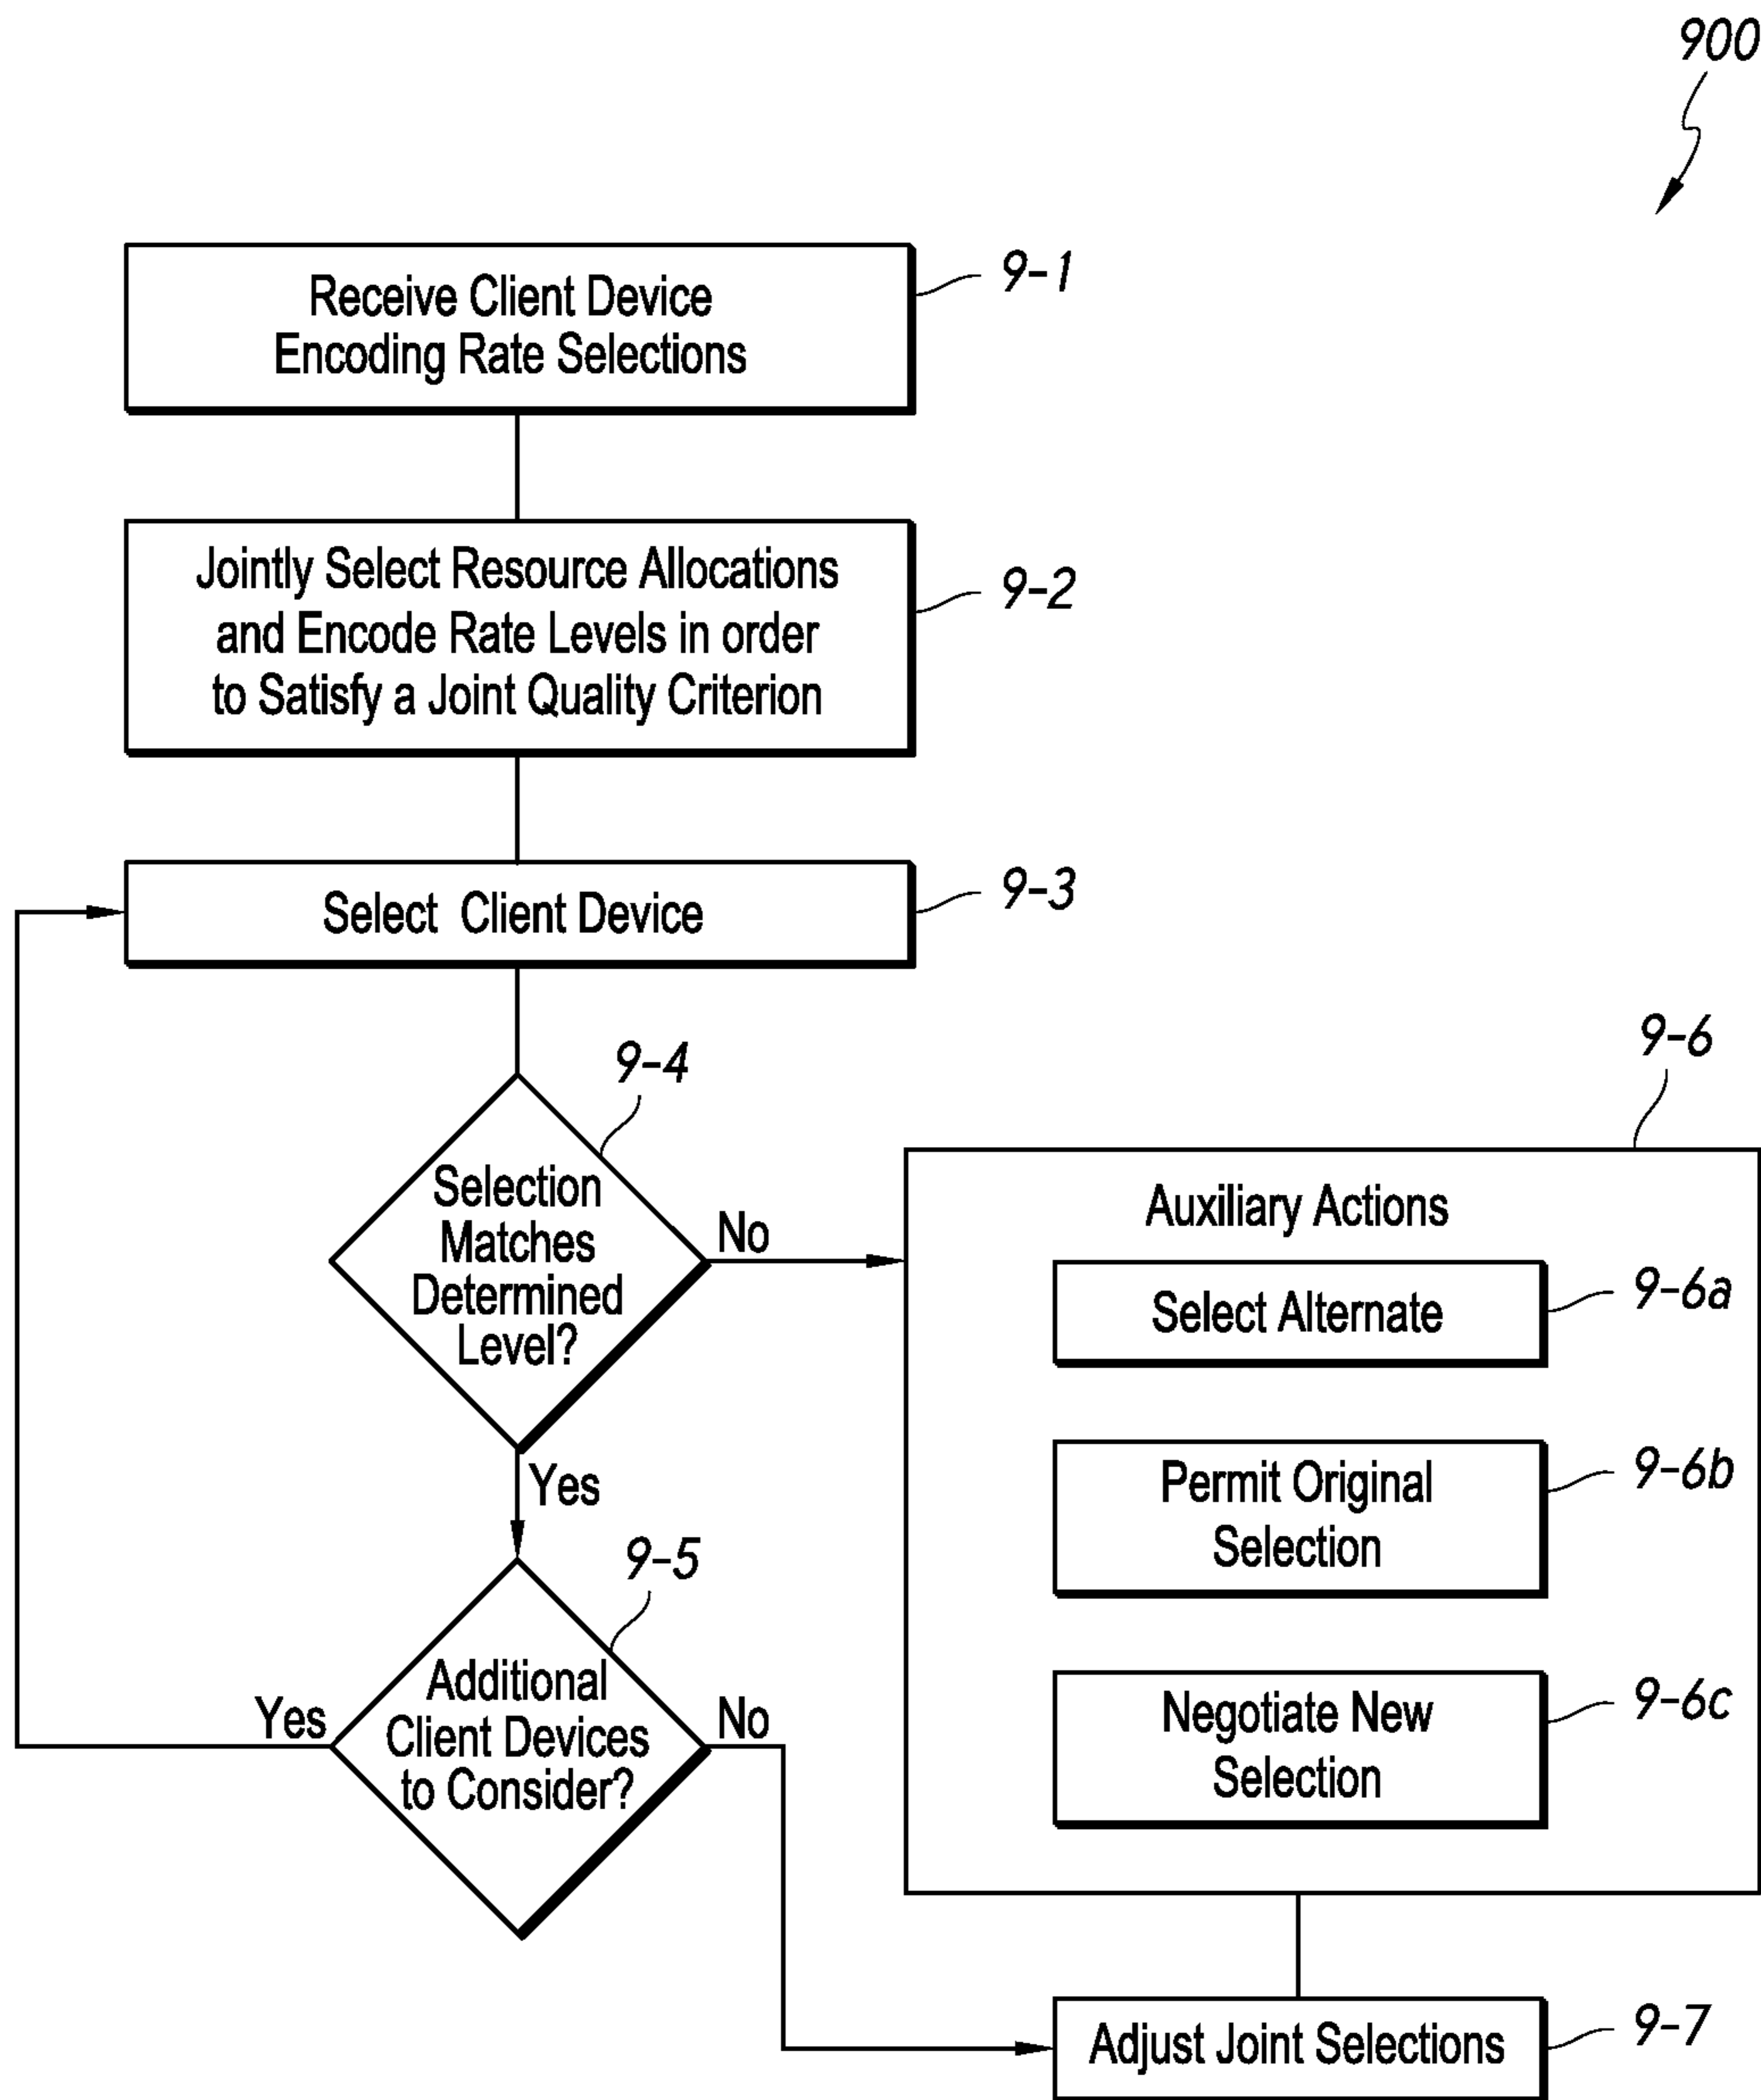 900
Receive Client Device
Encoding Rate Selections
9-1
Jointly Select Resource Allocations
and Encode Rate Levels in order
to Satisfy a Joint Quality Criterion
9-2
Select Client Device
9-3
9-4
Selection
Matches
Determined
Level?
No
Yes
9-5
Additional
Client Devices
to Consider?
Yes
No
9-6
Auxiliary Actions
Select Alternate
9-6a
Permit Original
Selection
9-6b
Negotiate New
Selection
9-6c
Adjust Joint Selections
9-7